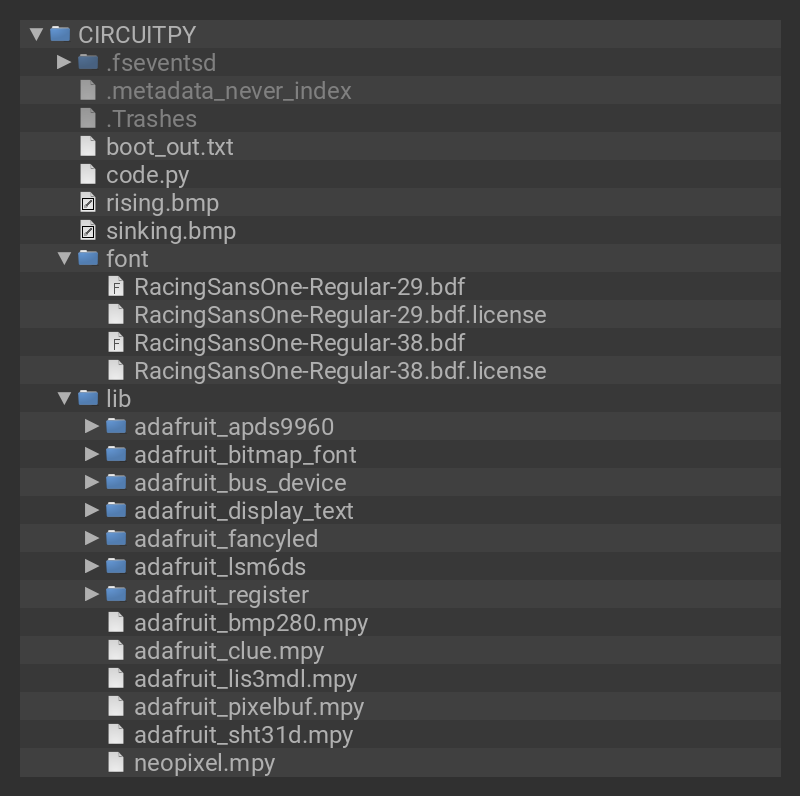 CIRCUITPY
.fseventsd
.metadata_never_index
.Trashes
boot_out.txt
code.py
rising.bmp
sinking.bmp
font
RacingSansOne-Regular-29.bdf
RacingSansOne-Regular-29.bdf.license
RacingSansOne-Regular-38.bdf
RacingSansOne-Regular-38.bdf.license
lib
adafruit_apds9960
adafruit_bitmap_font
adafruit_bus_device
adafruit_display_text
adafruit_fancyled
adafruit_lsm6ds
adafruit_register
adafruit_bmp280.mpy
adafruit_clue.mpy
adafruit_lis3mdl.mpy
adafruit_pixelbuf.mpy
adafruit_sht31d.mpy
neopixel.mpy